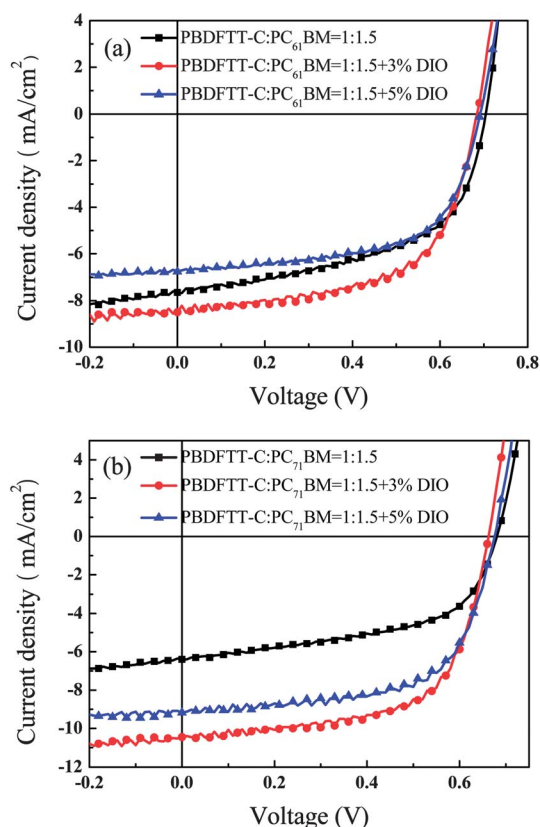 (a)
PBDFTT-C:PC61BM=1:1.5
PBDFTT-C:PC61BM=1:1.5+3% DIO
PBDFTT-C:PC61BM=1:1.5+5% DIO
Current density ( mA/cm²)
4
2
0
-2
-4
-6
-8
-10
-0.2 0.0 0.2 0.4 0.6 0.8
Voltage (V)
(b)
PBDFTT-C:PC71BM=1:1.5
PBDFTT-C:PC71BM=1:1.5+3% DIO
PBDFTT-C:PC71BM=1:1.5+5% DIO
Current density ( mA/cm²)
4
2
0
-2
-4
-6
-8
-10
-12
-0.2 0.0 0.2 0.4 0.6
Voltage (V)